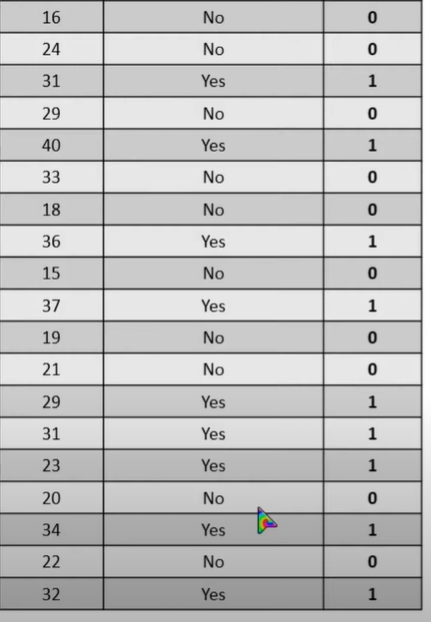 16 No 0
24 No 0
31 Yes 1
29 No 0
40 Yes 1
33 No 0
18 No 0
36 Yes 1
15 No 0
37 Yes 1
19 No 0
21 No 0
29 Yes 1
31 Yes 1
23 Yes 1
20 No 0
34 Yes 1
22 No 0
32 Yes 1